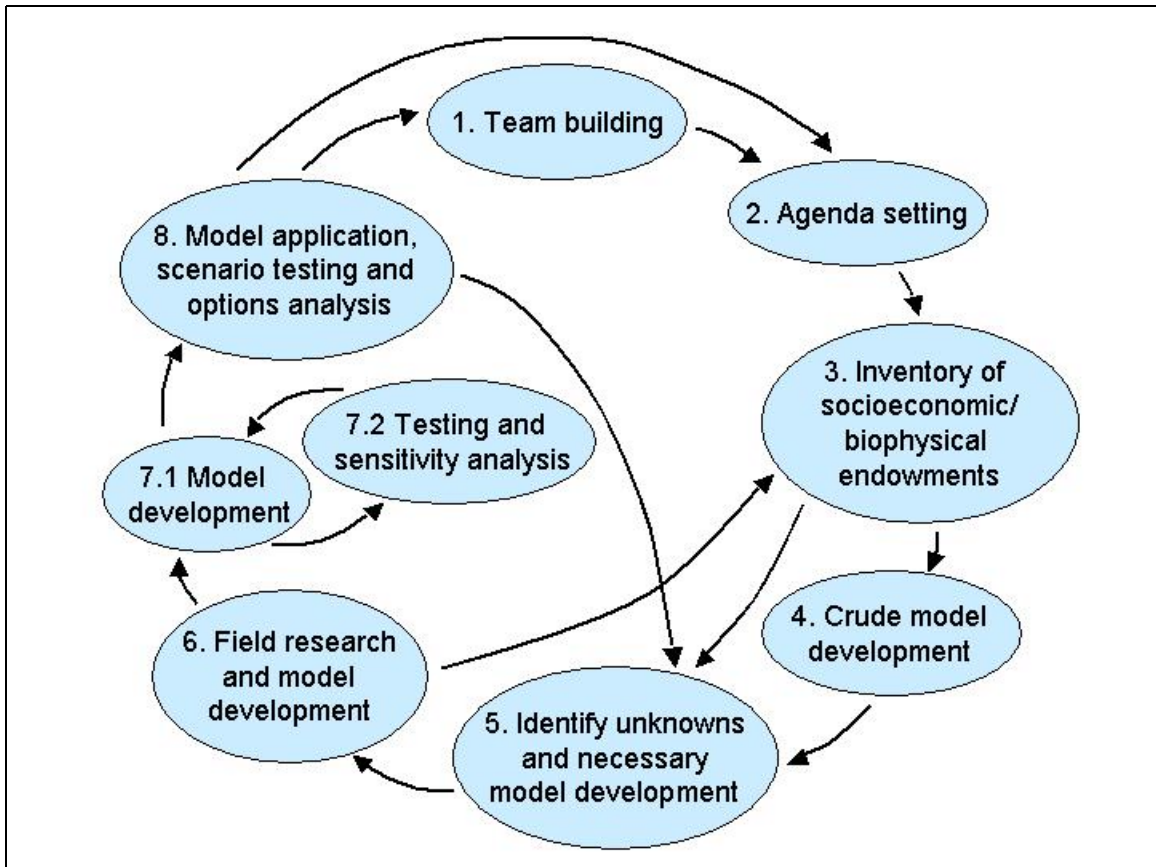 1. Team building
2. Agenda setting
3. Inventory of
socioeconomic/
biophysical
endowments
4. Crude model
development
5. Identify unknowns
and necessary
model development
6. Field research
and model
development
7.1 Model
development
7.2 Testing and
sensitivity analysis
8. Model application,
scenario testing and
options analysis